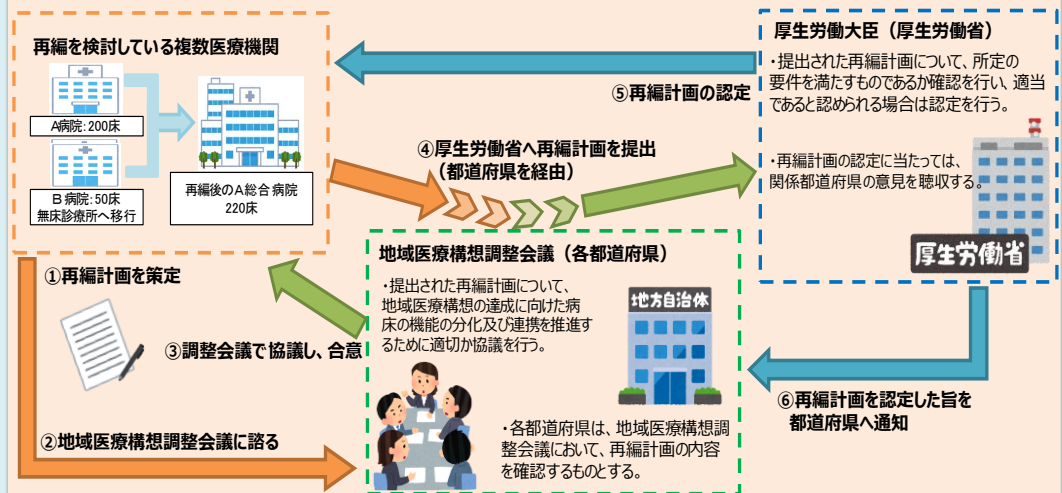 再編を検討している複数医療機関
A病院：200床
B 病院：50床
無床診療所へ移行
再編後のA総合病院
220床
厚生労働大臣（厚生労働省）
・提出された再編計画について、所定の
要件を満たすものであるか確認を行い、適当
であると認められる場合は認定を行う。
・再編計画の認定に当たっては、
関係都道府県の意見を聴収する。
厚生労働省
⑤再編計画の認定
④厚生労働省へ再編計画を提出
（都道府県を経由）
①再編計画を策定
③調整会議で協議し、合意
②地域医療構想調整会議に諮る
地域医療構想調整会議（各都道府県）
・提出された再編計画について、
地域医療構想の達成に向けた病
床の機能の分化及び連携を推進す
るために適切か協議を行う。
地方自治体
・各都道府県は、地域医療構想調
整会議において、再編計画の内容
を確認するものとする。
⑥再編計画を認定した旨を
都道府県へ通知